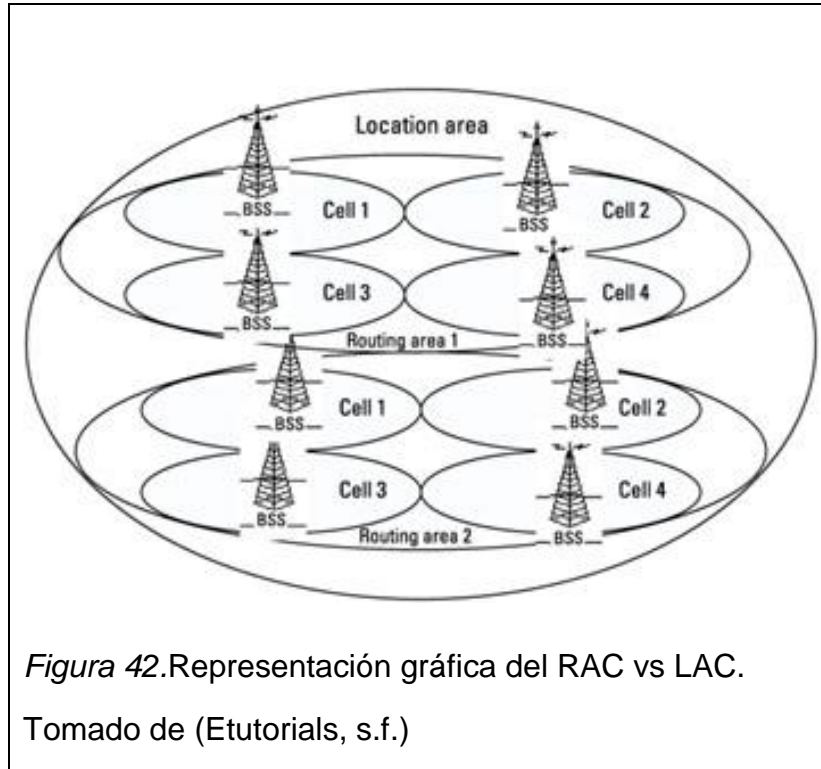 Location area
BSS
Cell 1
BSS
Cell 2
BSS
Cell 3
BSS
Cell 4
Routing area 1
BSS
Cell 1
BSS
Cell 2
BSS
Cell 3
BSS
Cell 4
Routing area 2
Figura 42.Representación gráfica del RAC vs LAC.
Tomado de (Etutorials, s.f.)